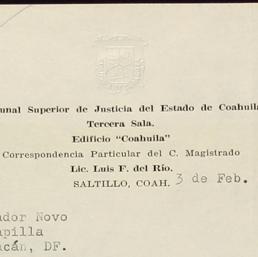 unal Superior de Justicia del Estado de Coahuila
Tercera Sala.
Edificio "Coahuila"
Correspondencia Particular del C. Magistrado
Lic. Luis F. del Río.
SALTILLO, COAH. 3 de Feb.
ador Novo
apilla
acán, DF.